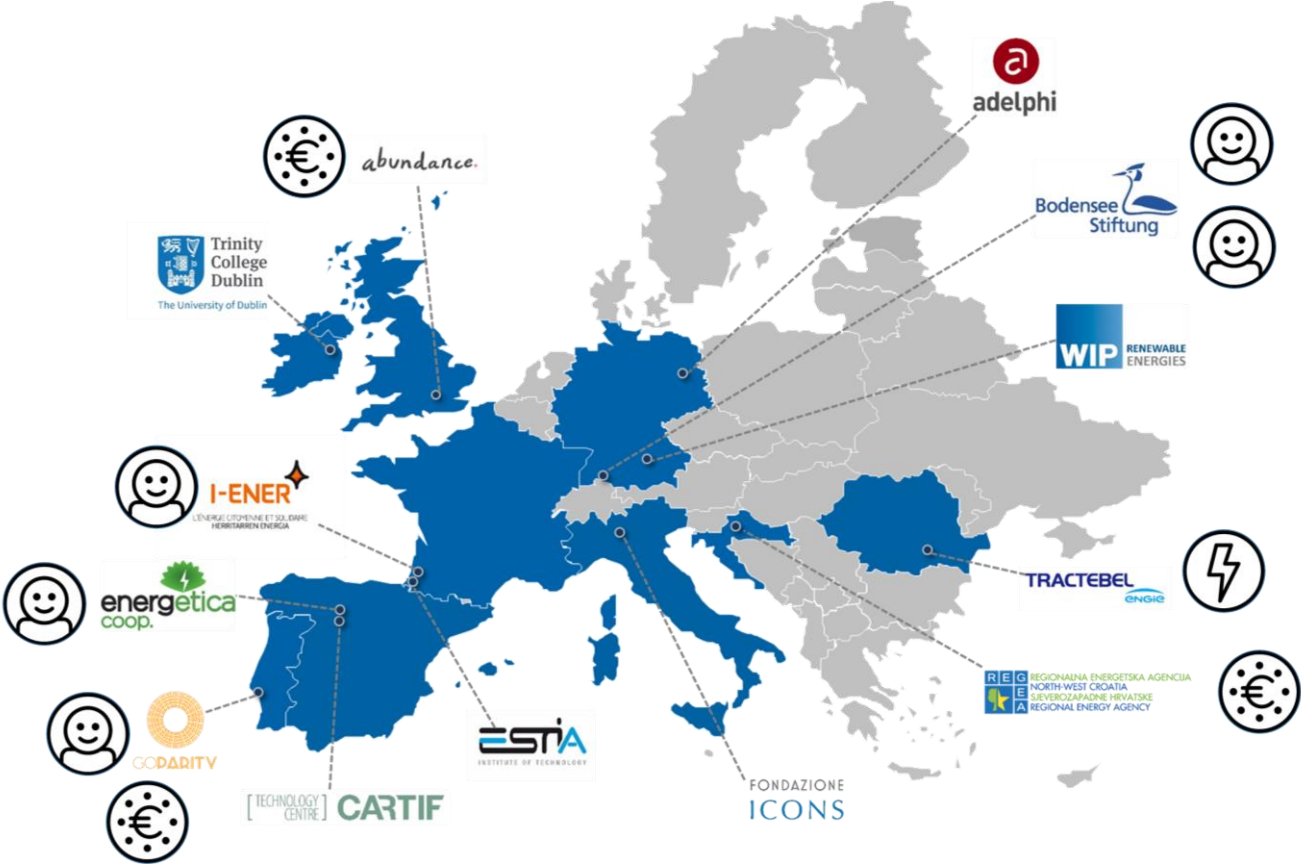 adelphi
abundance.
Bodensee
Stiftung
Trinity
College
Dublin
The University of Dublin
WIP RENEWABLE
ENERGIES
I-ENER
L'ÉNERGIE CITOYENNE ET SOLIDAIRE
HERRITARREN ENERGIA
energetica
coop.
TRACTEBEL
ENGIE
REGEA
REGIONALNA ENERGETSKA AGENCIJA
NORTH-WEST CROATIA
SJEVEROZAPADNE HRVATSKE
REGIONAL ENERGY AGENCY
GOPARITY
ESTIA
INSTITUTE OF TECHNOLOGY
[TECHNOLOGY CENTRE] CARTIF
FONDAZIONE
ICONS